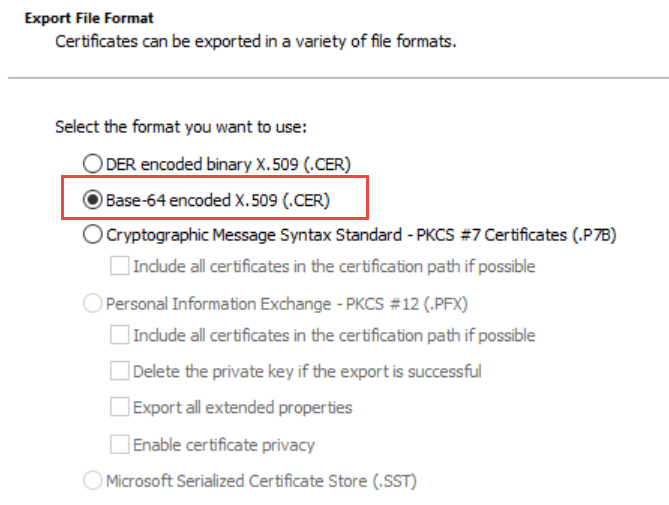 Export File Format
Certificates can be exported in a variety of file formats.
Select the format you want to use:
DER encoded binary X.509 (.CER)
Base-64 encoded X.509 (.CER)
Cryptographic Message Syntax Standard - PKCS #7 Certificates (.P7B)
Include all certificates in the certification path if possible
Personal Information Exchange - PKCS #12 (.PFX)
Include all certificates in the certification path if possible
Delete the private key if the export is successful
Export all extended properties
Enable certificate privacy
Microsoft Serialized Certificate Store (.SST)